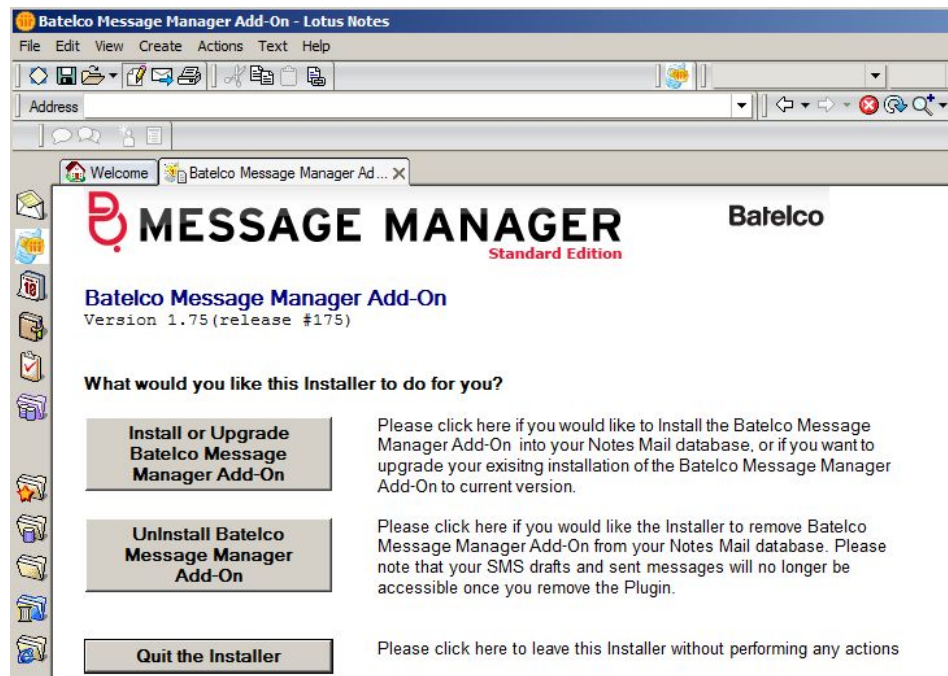 Batelco Message Manager Add-On - Lotus Notes
File Edit View Create Actions Text Help
Address
Welcome
Batelco Message Manager Ad...
MESSAGE MANAGER
Standard Edition
Batelco
Batelco Message Manager Add-On
Version 1.75(release #175)
What would you like this Installer to do for you?
Install or Upgrade
Batelco Message
Manager Add-On
Please click here if you would like to Install the Batelco Message
Manager Add-On into your Notes Mail database, or if you want to
upgrade your exisitng installation of the Batelco Message Manager
Add-On to current version.
UnInstall Batelco
Message Manager
Add-On
Please click here if you would like the Installer to remove Batelco
Message Manager Add-On from your Notes Mail database. Please
note that your SMS drafts and sent messages will no longer be
accessible once you remove the Plugin.
Quit the Installer
Please click here to leave this Installer without performing any actions